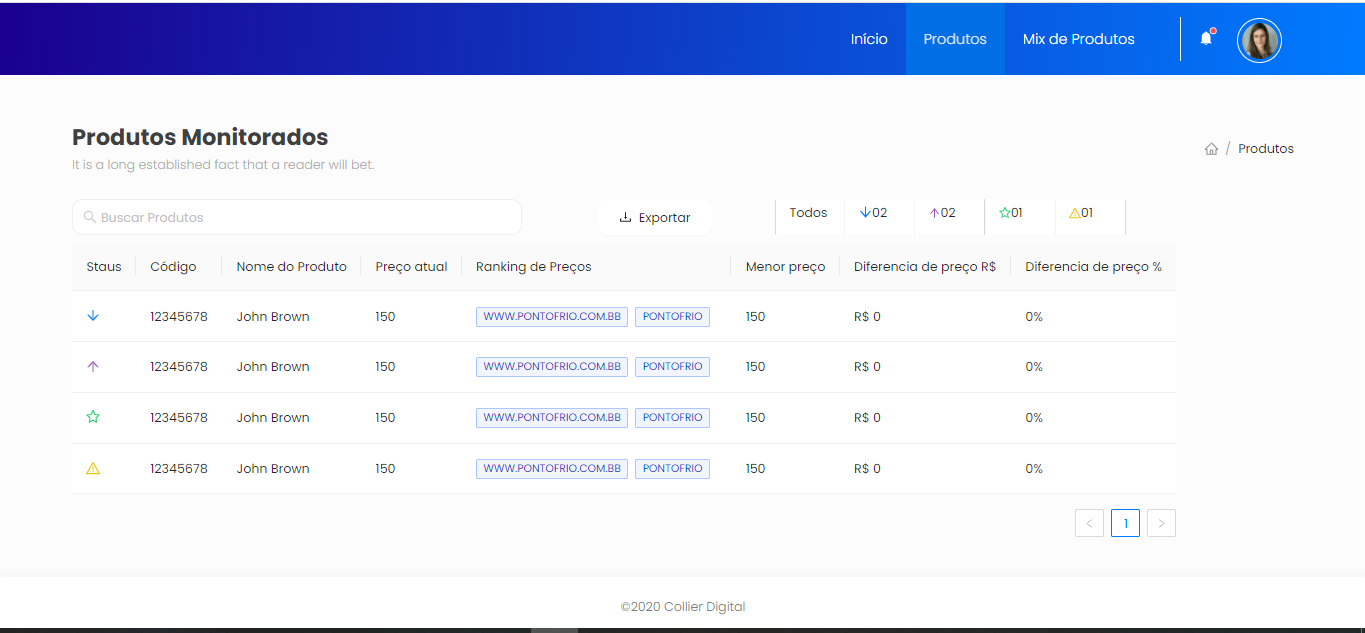 Início Produtos Mix de Produtos
Produtos Monitorados
It is a long established fact that a reader will bet.
/ Produtos
Buscar Produtos Exportar Todos 02 02 01 01
Staus Código Nome do Produto Preço atual Ranking de Preços Menor preço Diferencia de preço R$ Diferencia de preço %
12345678 John Brown 150 WWW.PONTOFRIO.COM.BB PONTOFRIO 150 R$ 0 0%
12345678 John Brown 150 WWW.PONTOFRIO.COM.BB PONTOFRIO 150 R$ 0 0%
12345678 John Brown 150 WWW.PONTOFRIO.COM.BB PONTOFRIO 150 R$ 0 0%
12345678 John Brown 150 WWW.PONTOFRIO.COM.BB PONTOFRIO 150 R$ 0 0%
< 1 >
©2020 Collier Digital